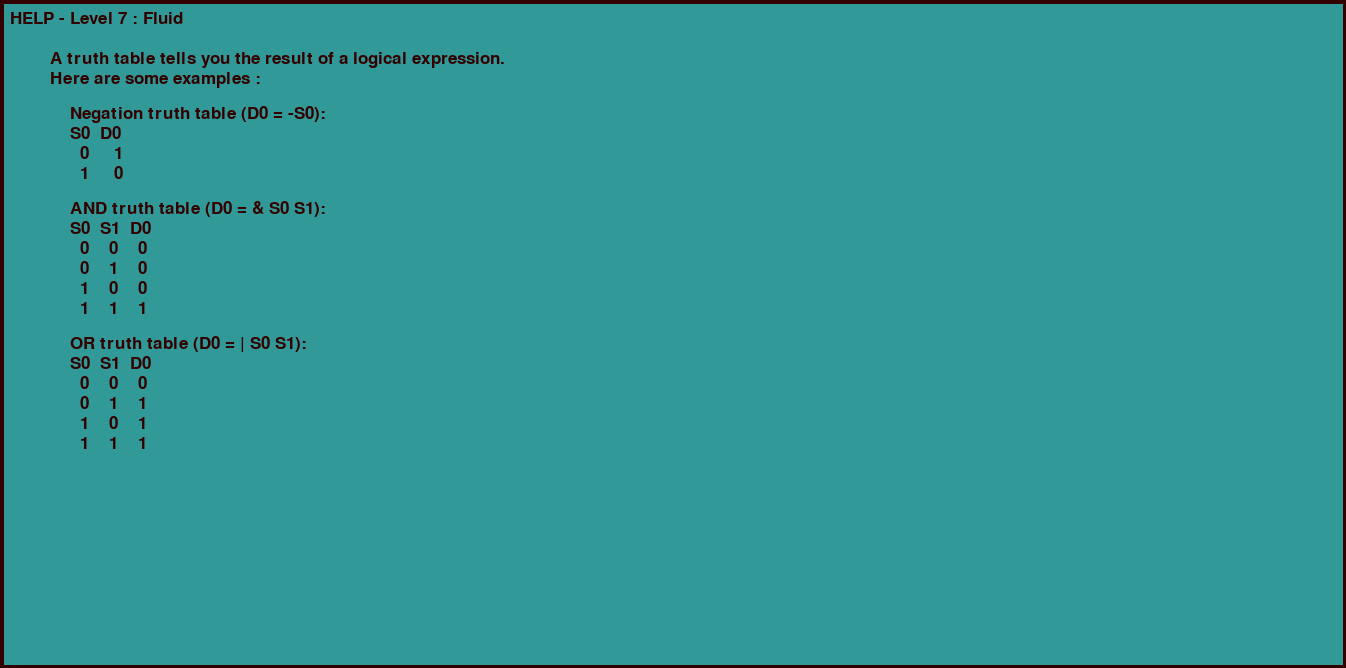 HELP - Level 7 : Fluid
A truth table tells you the result of a logical expression.
Here are some examples :
Negation truth table (D0 = -S0):
S0 D0
0 1
1 0
AND truth table (D0 = & S0 S1):
S0 S1 D0
0 0 0
0 1 0
1 0 0
1 1 1
OR truth table (D0 = | S0 S1):
S0 S1 D0
0 0 0
0 1 1
1 0 1
1 1 1